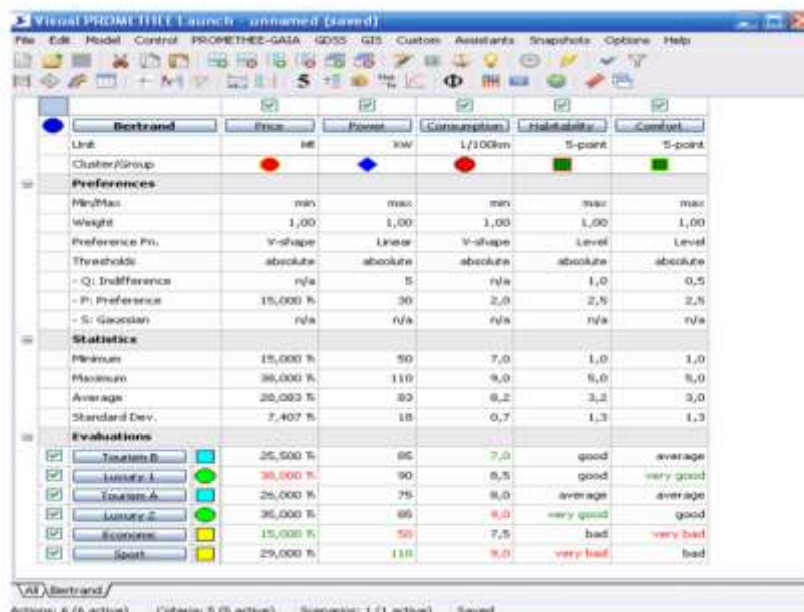 Visual PROMETHEE Launch - unnamed (saved)
File Edit Model Control PROMETHEE-GAIA GDSS GIS Custom Assistants Snapshots Options Help
Bertrand Price Power Consumption Habitability Comfort
Unit kW L/100km 5-point 5-point
Cluster/Group
Preferences
Min/Max min max min max max
Weight 1,00 1,00 1,00 1,00 1,00
Preference Fn. V-shape Linear V-shape Level Level
Thresholds absolute absolute absolute absolute absolute
- Q: Indifference n/a 5 n/a 1,0 0,5
- P: Preference 15,000 30 2,0 2,5 2,5
- S: Gaussian n/a n/a n/a n/a n/a
Statistics
Minimum 15,000 50 7,0 1,0 1,0
Maximum 38,000 110 9,0 5,0 5,0
Average 28,083 83 8,2 3,2 3,0
Standard Dev. 7,407 18 0,7 1,3 1,3
Evaluations
Tourism B 25,500 85 7,0 good average
Luxury 1 38,000 90 8,5 good very good
Tourism A 26,000 75 8,0 average average
Luxury 2 35,000 85 9,0 very good good
Economic 15,000 50 7,5 bad very bad
Sport 29,000 110 9,0 very bad bad
All Bertrand
Actions: 6 (6 active) Criteria: 5 (5 active) Scenarios: 1 (1 active) Saved